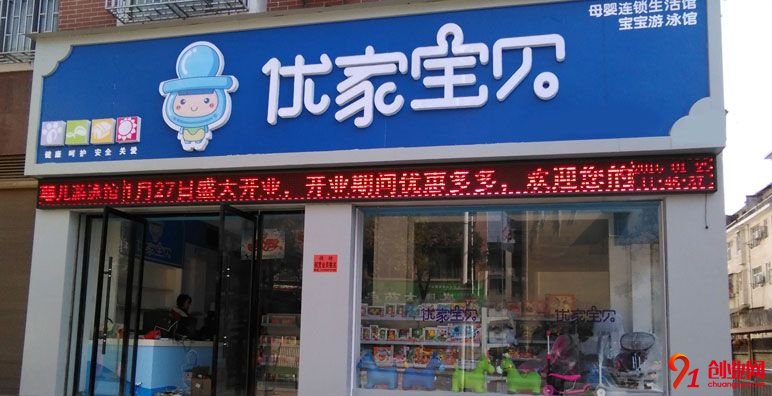 母婴连锁生活馆
宝宝游泳馆
优家宝贝
健康 呵护 安全 关爱
婴儿游泳馆11月27日盛大开业，开业期间优惠多多，欢迎您的
优家宝贝
优家宝贝
91创业网